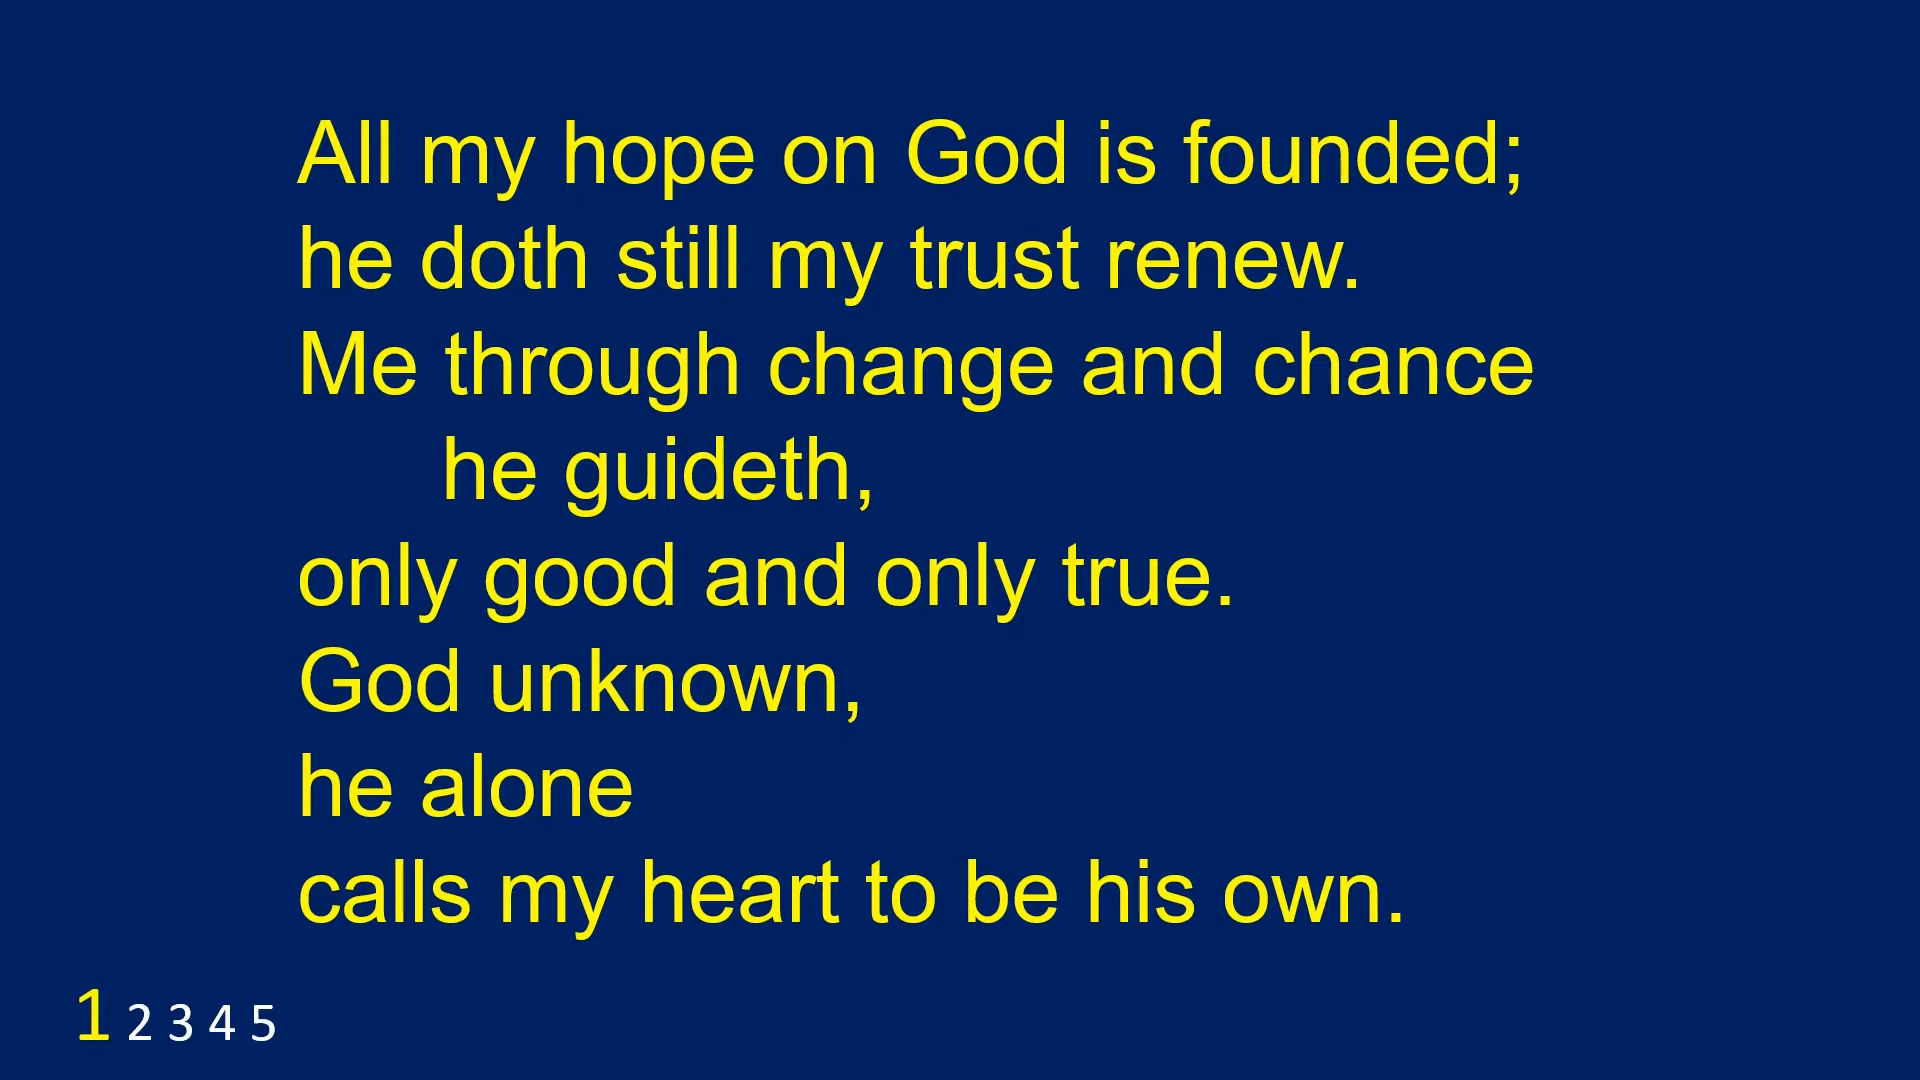 All my hope on God is founded;
he doth still my trust renew.
Me through change and chance
he guideth,
only good and only true.
God unknown,
he alone
calls my heart to be his own.
1 2 3 4 5